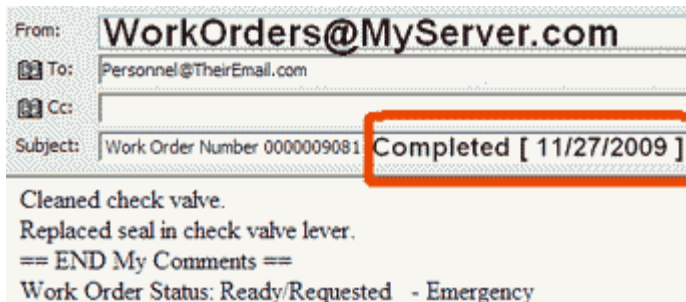 From: WorkOrders@MyServer.com
To: Personnel@TheirEmail.com
Cc:
Subject: Work Order Number 0000009081 Completed [ 11/27/2009 ]
Cleaned check valve.
Replaced seal in check valve lever.
== END My Comments ==
Work Order Status: Ready/Requested - Emergency